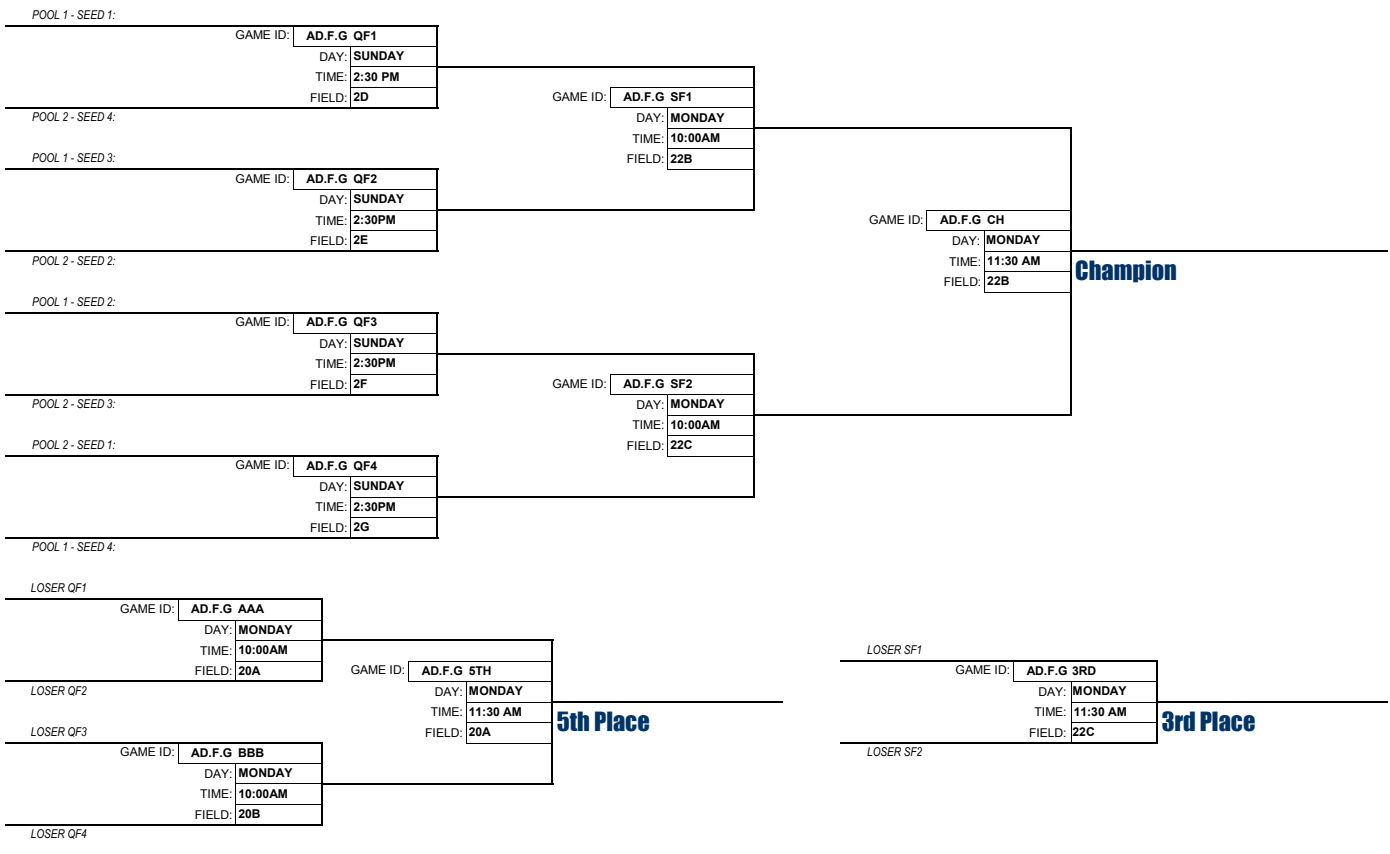 POOL 1 - SEED 1:
GAME ID: AD.F.G QF1
DAY: SUNDAY
TIME: 2:30 PM
FIELD: 2D
POOL 2 - SEED 4:
POOL 1 - SEED 3:
GAME ID: AD.F.G QF2
DAY: SUNDAY
TIME: 2:30PM
FIELD: 2E
POOL 2 - SEED 2:
POOL 1 - SEED 2:
GAME ID: AD.F.G QF3
DAY: SUNDAY
TIME: 2:30PM
FIELD: 2F
POOL 2 - SEED 3:
POOL 2 - SEED 1:
GAME ID: AD.F.G QF4
DAY: SUNDAY
TIME: 2:30PM
FIELD: 2G
POOL 1 - SEED 4:
GAME ID: AD.F.G SF1
DAY: MONDAY
TIME: 10:00AM
FIELD: 22B
GAME ID: AD.F.G SF2
DAY: MONDAY
TIME: 10:00AM
FIELD: 22C
GAME ID: AD.F.G CH
DAY: MONDAY
TIME: 11:30 AM
FIELD: 22B
Champion
LOSER QF1
GAME ID: AD.F.G AAA
DAY: MONDAY
TIME: 10:00AM
FIELD: 20A
LOSER QF2
LOSER QF3
GAME ID: AD.F.G BBB
DAY: MONDAY
TIME: 10:00AM
FIELD: 20B
LOSER QF4
GAME ID: AD.F.G 5TH
DAY: MONDAY
TIME: 11:30 AM
FIELD: 20A
5th Place
LOSER SF1
GAME ID: AD.F.G 3RD
DAY: MONDAY
TIME: 11:30 AM
FIELD: 22C
LOSER SF2
3rd Place